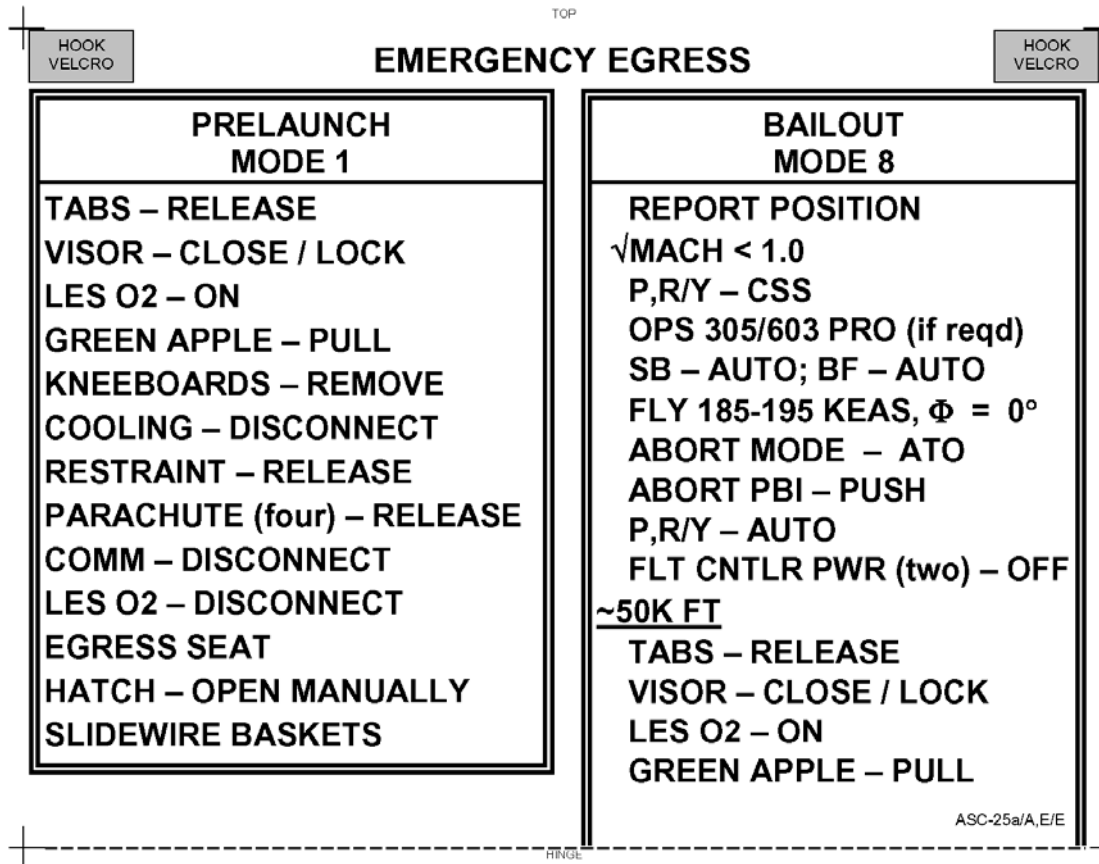 TOP
HOOK
VELCRO
EMERGENCY EGRESS
HOOK
VELCRO
PRELAUNCH
MODE 1
TABS – RELEASE
VISOR – CLOSE / LOCK
LES O2 – ON
GREEN APPLE – PULL
KNEEBOARDS – REMOVE
COOLING – DISCONNECT
RESTRAINT – RELEASE
PARACHUTE (four) – RELEASE
COMM – DISCONNECT
LES O2 – DISCONNECT
EGRESS SEAT
HATCH – OPEN MANUALLY
SLIDEWIRE BASKETS
BAILOUT
MODE 8
REPORT POSITION
√MACH < 1.0
P,R/Y – CSS
OPS 305/603 PRO (if reqd)
SB – AUTO; BF – AUTO
FLY 185-195 KEAS, Φ = 0°
ABORT MODE – ATO
ABORT PBI – PUSH
P,R/Y – AUTO
FLT CNTLR PWR (two) – OFF
~50K FT
TABS – RELEASE
VISOR – CLOSE / LOCK
LES O2 – ON
GREEN APPLE – PULL
ASC-25a/A,E/E
HINGE